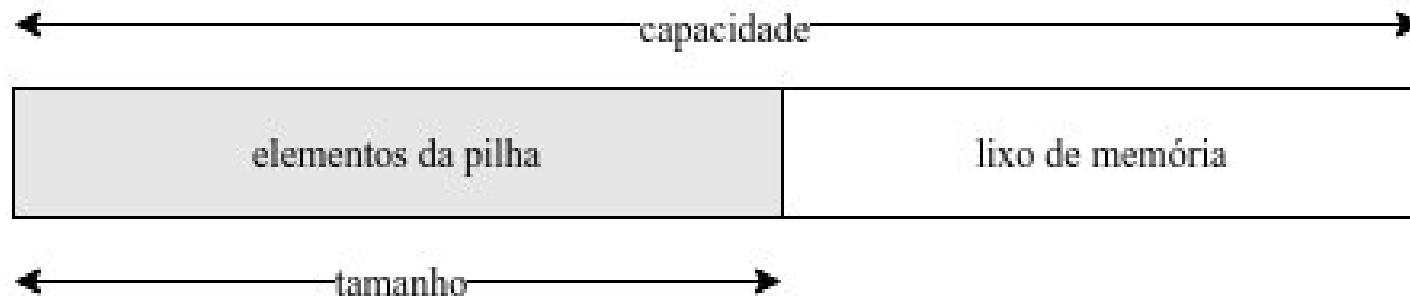 capacidade
elementos da pilha
lixo de memória
tamanho